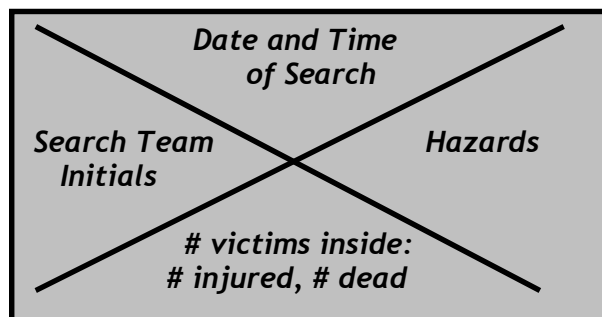 Date and Time
of Search
Search Team
Initials
Hazards
# victims inside:
# injured, # dead